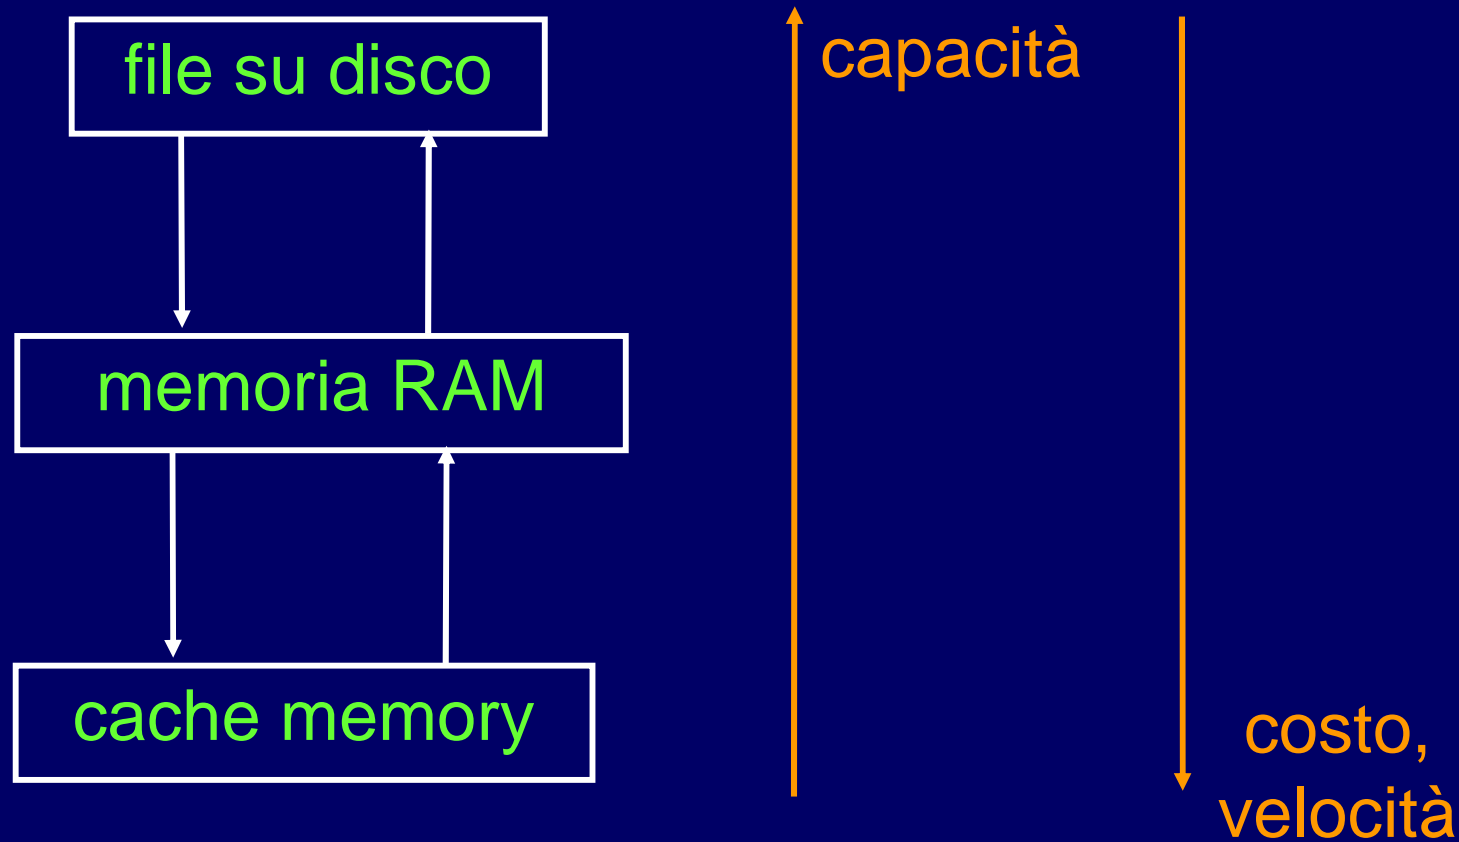 file su disco
capacità
memoria RAM
cache memory
costo,
velocità